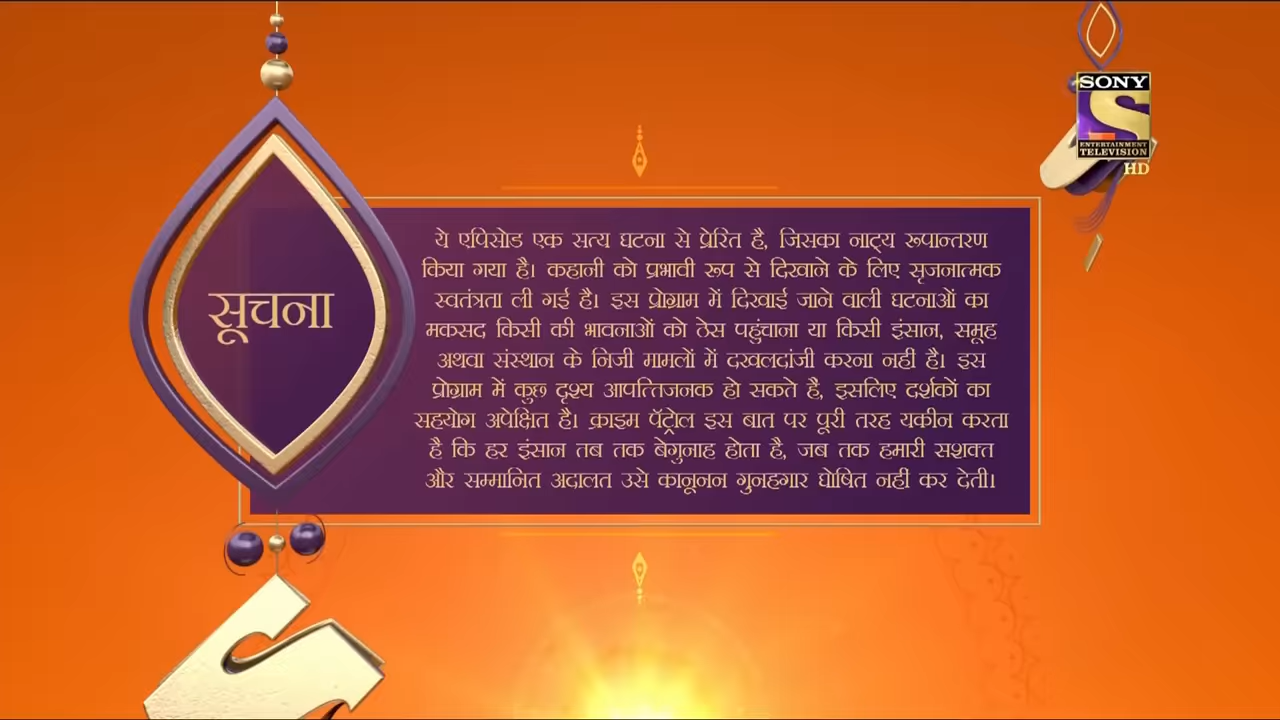 SONY
ENTERTAINMENT
TELEVISION
HD
सूचना
ये एपिसोड एक सत्य घटना से प्रेरित है, जिसका नाट्य रूपान्तरण
किया गया है। कहानी को प्रभावी रूप से दिखाने के लिए सृजनात्मक
स्वतंत्रता ली गई है। इस प्रोग्राम में दिखाई जाने वाली घटनाओं का
मकसद किसी की भावनाओं को ठेस पहुंचाना या किसी इंसान, समूह
अथवा संस्थान के निजी मामलों में दखलदांजी करना नहीं है। इस
प्रोग्राम में कुछ दृश्य आपत्तिजनक हो सकते हैं, इसलिए दर्शकों का
सहयोग अपेक्षित है। क्राइम पॅट्रोल इस बात पर पूरी तरह यकीन करता
है कि हर इंसान तब तक बेगुनाह होता है, जब तक हमारी सशक्त
और सम्मानित अदालत उसे कानूनन गुनहगार घोषित नहीं कर देती।